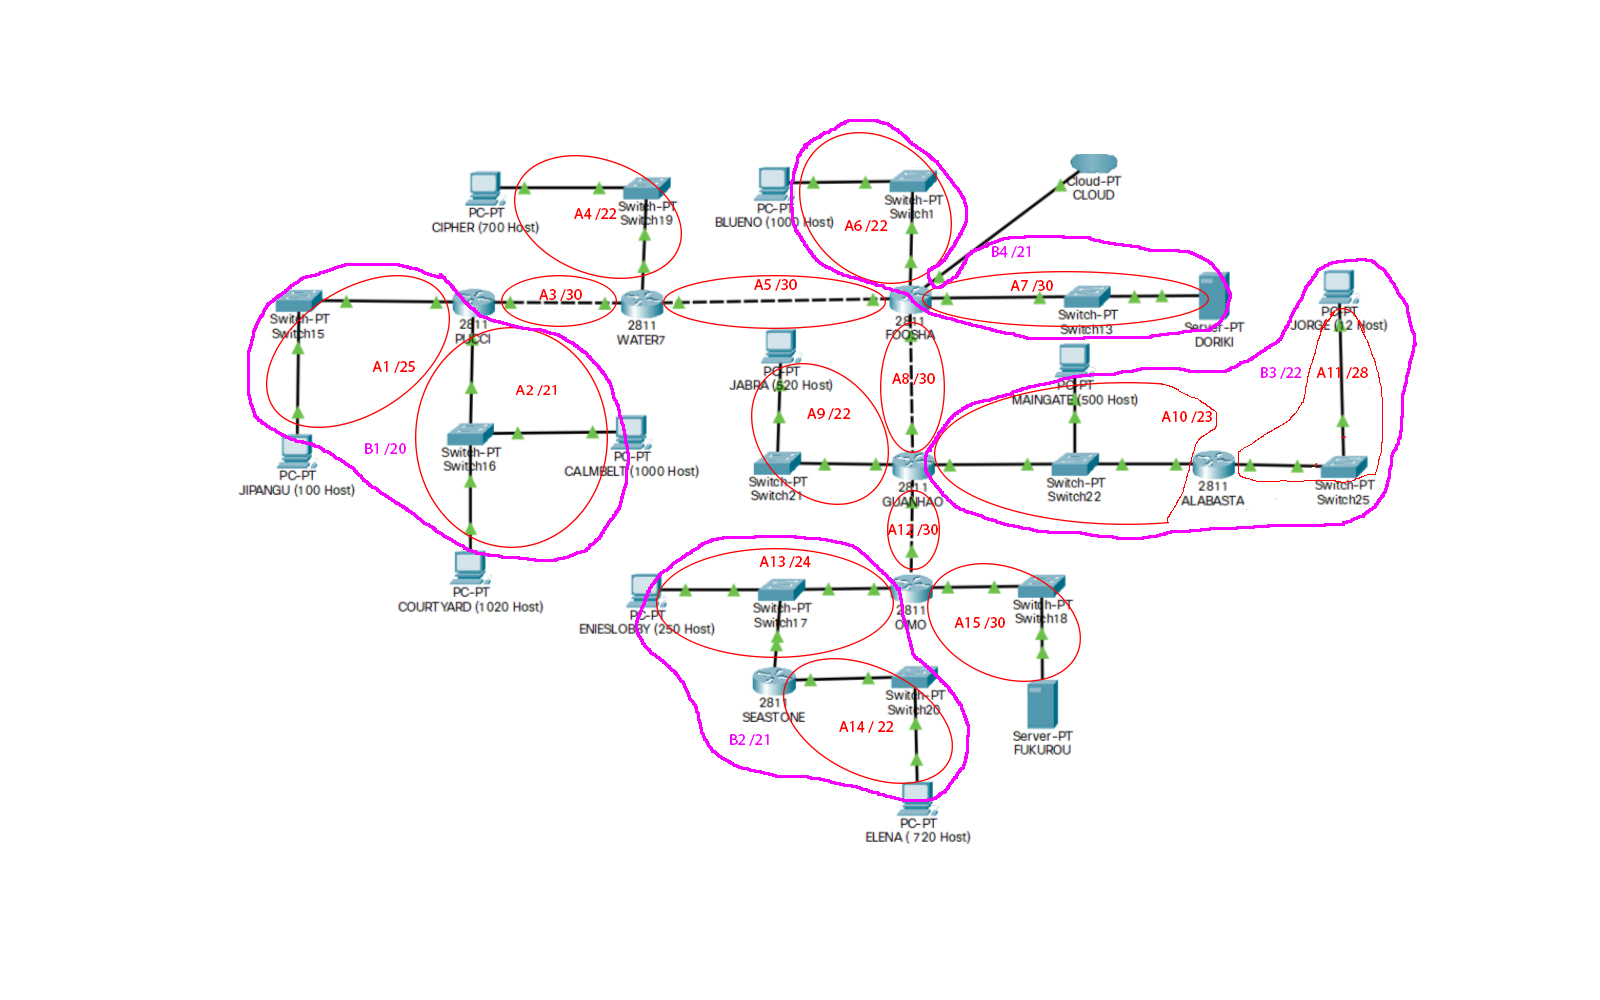 Cloud-PT
CLOUD
PC-PT
CIPHER (700 Host)
A4 /22
Switch-PT
Switch19
PC-PT
BLUENO (1000 Host)
Switch-PT
Switch1
A6 /22
B4 /21
A3 /30
A5 /30
A7 /30
Switch-PT
Switch15
2811
PUCCI
2811
WATER7
2811
FOOSHA
Switch-PT
Switch13
Server-PT
DORIKI
PC-PT
JORGE (12 Host)
A1 /25
A2 /21
PC-PT
JABRA (520 Host)
A8 /30
PC-PT
MAINGATE (500 Host)
B3 /22
A11 /28
A9 /22
A10 /23
B1 /20
Switch-PT
Switch16
PC-PT
CALMBELT (1000 Host)
PC-PT
JIPANGU (100 Host)
Switch-PT
Switch21
2811
GUANHAO
Switch-PT
Switch22
2811
ALABASTA
Switch-PT
Switch25
A12 /30
A13 /24
PC-PT
COURTYARD (1020 Host)
PC-PT
ENIESLOBBY (250 Host)
Switch-PT
Switch17
2811
OIMO
A15 /30
Switch-PT
Switch18
2811
SEASTONE
Switch-PT
Switch20
A14 / 22
B2 /21
Server-PT
FUKUROU
PC-PT
ELENA ( 720 Host)